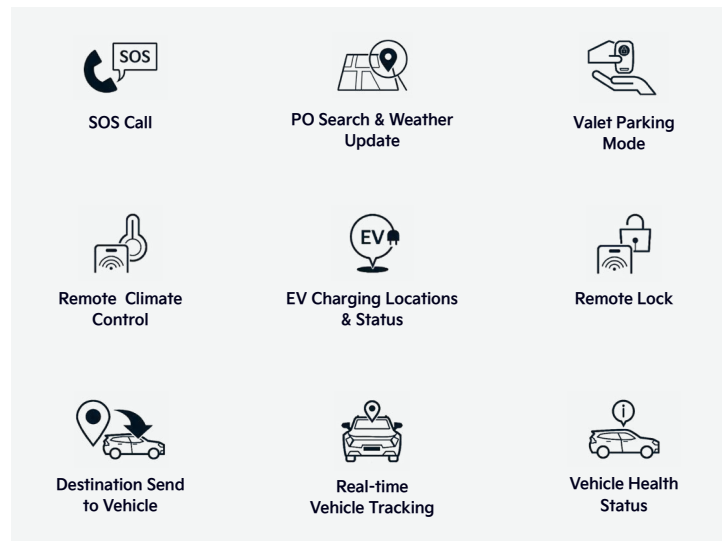 SOS
SOS Call
PO Search & Weather
Update
Valet Parking
Mode
Remote Climate
Control
EV
EV Charging Locations
& Status
Remote Lock
Destination Send
to Vehicle
Real-time
Vehicle Tracking
i
Vehicle Health
Status